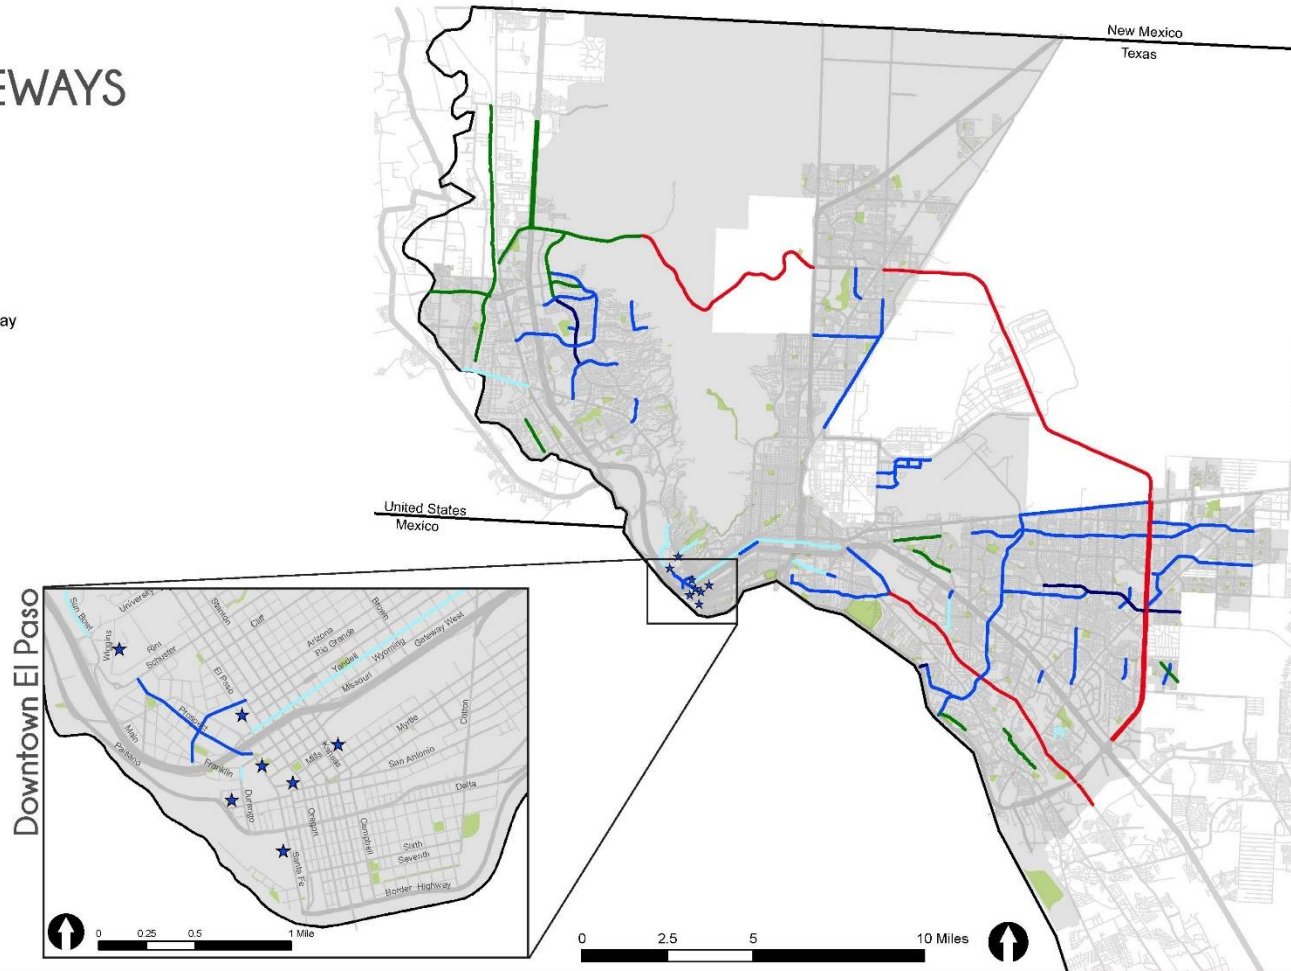 EWAYS
New Mexico
Texas
ay
United States
Mexico
Downtown El Paso
Sun Bowl
University
Wiggins
Rini
Schuster
Stanton
Cliff
Brown
Arizona
Rio Grande
Yandell
Wyoming
Gateway West
Missouri
El Paso
Prospect
Main
Paisano
Franklin
Mills
Kansas
Myrtle
Cotton
San Antonio
Delta
Durango
Oregon
Campbell
Sixth
Seventh
Santa Fe
Border Highway
0 0.25 0.5 1 Mile
0 2.5 5 10 Miles